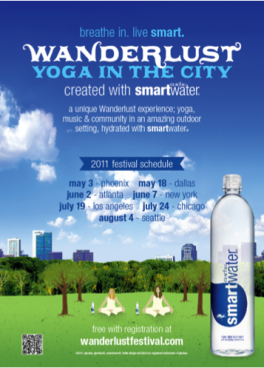 breathe in. live smart.
WANDERLUST
YOGA IN THE CITY
created with smartwater
a unique Wanderlust experience; yoga,
music & community in an amazing outdoor
setting, hydrated with smartwater.
2011 festival schedule
may 3 - phoenix may 18 - dallas
june 2 - atlanta june 7 - new york
july 19 - los angeles july 24 - chicago
august 4 - seattle
smartwater
free with registration at
wanderlustfestival.com